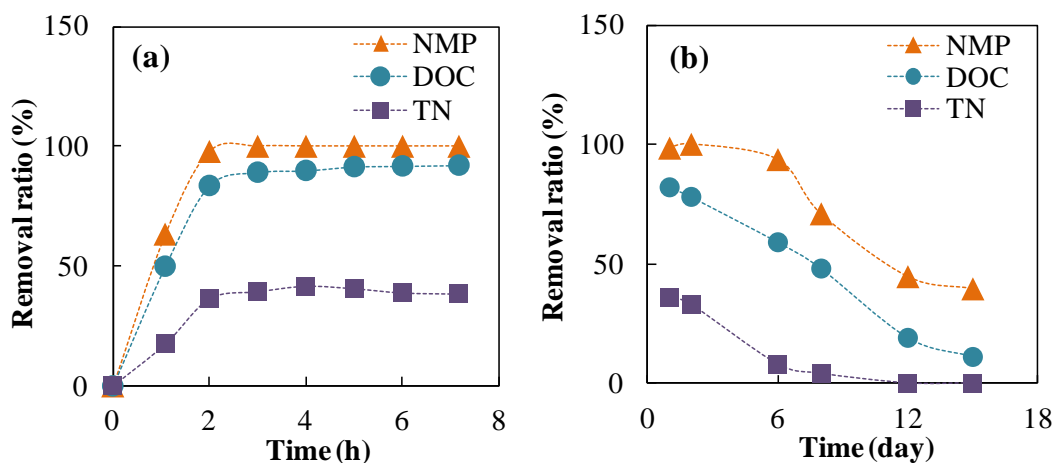 150
(a)
NMP
DOC
TN
100
50
0
0
2
4
6
8
Removal ratio (%)
Time (h)
150
(b)
NMP
DOC
TN
100
50
0
0
6
12
18
Removal ratio (%)
Time (day)